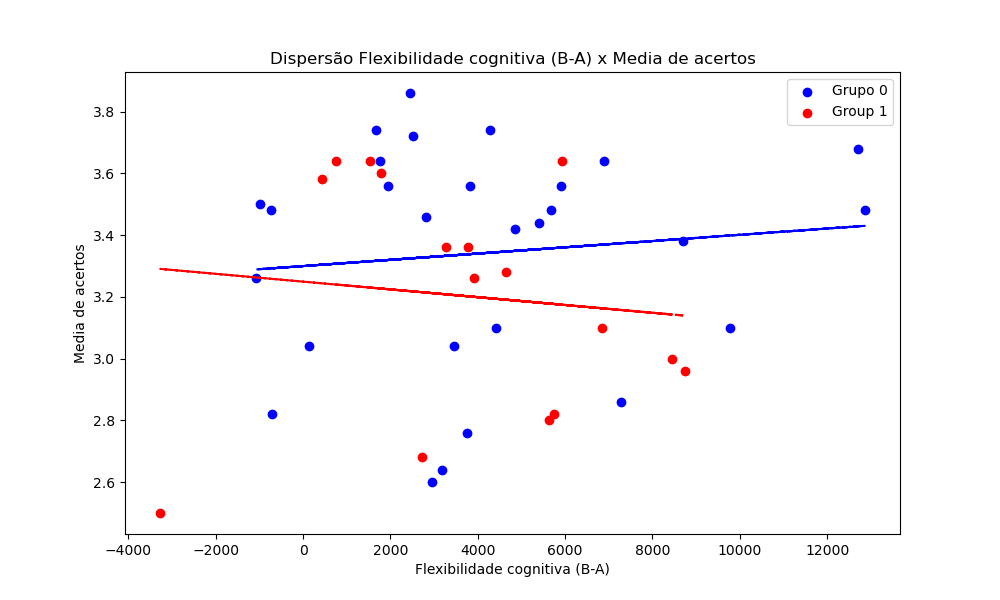 Dispersão Flexibilidade cognitiva (B-A) x Media de acertos
Grupo 0
Group 1
Media de acertos
3.8
3.6
3.4
3.2
3.0
2.8
2.6
−4000 −2000 0 2000 4000 6000 8000 10000 12000
Flexibilidade cognitiva (B-A)